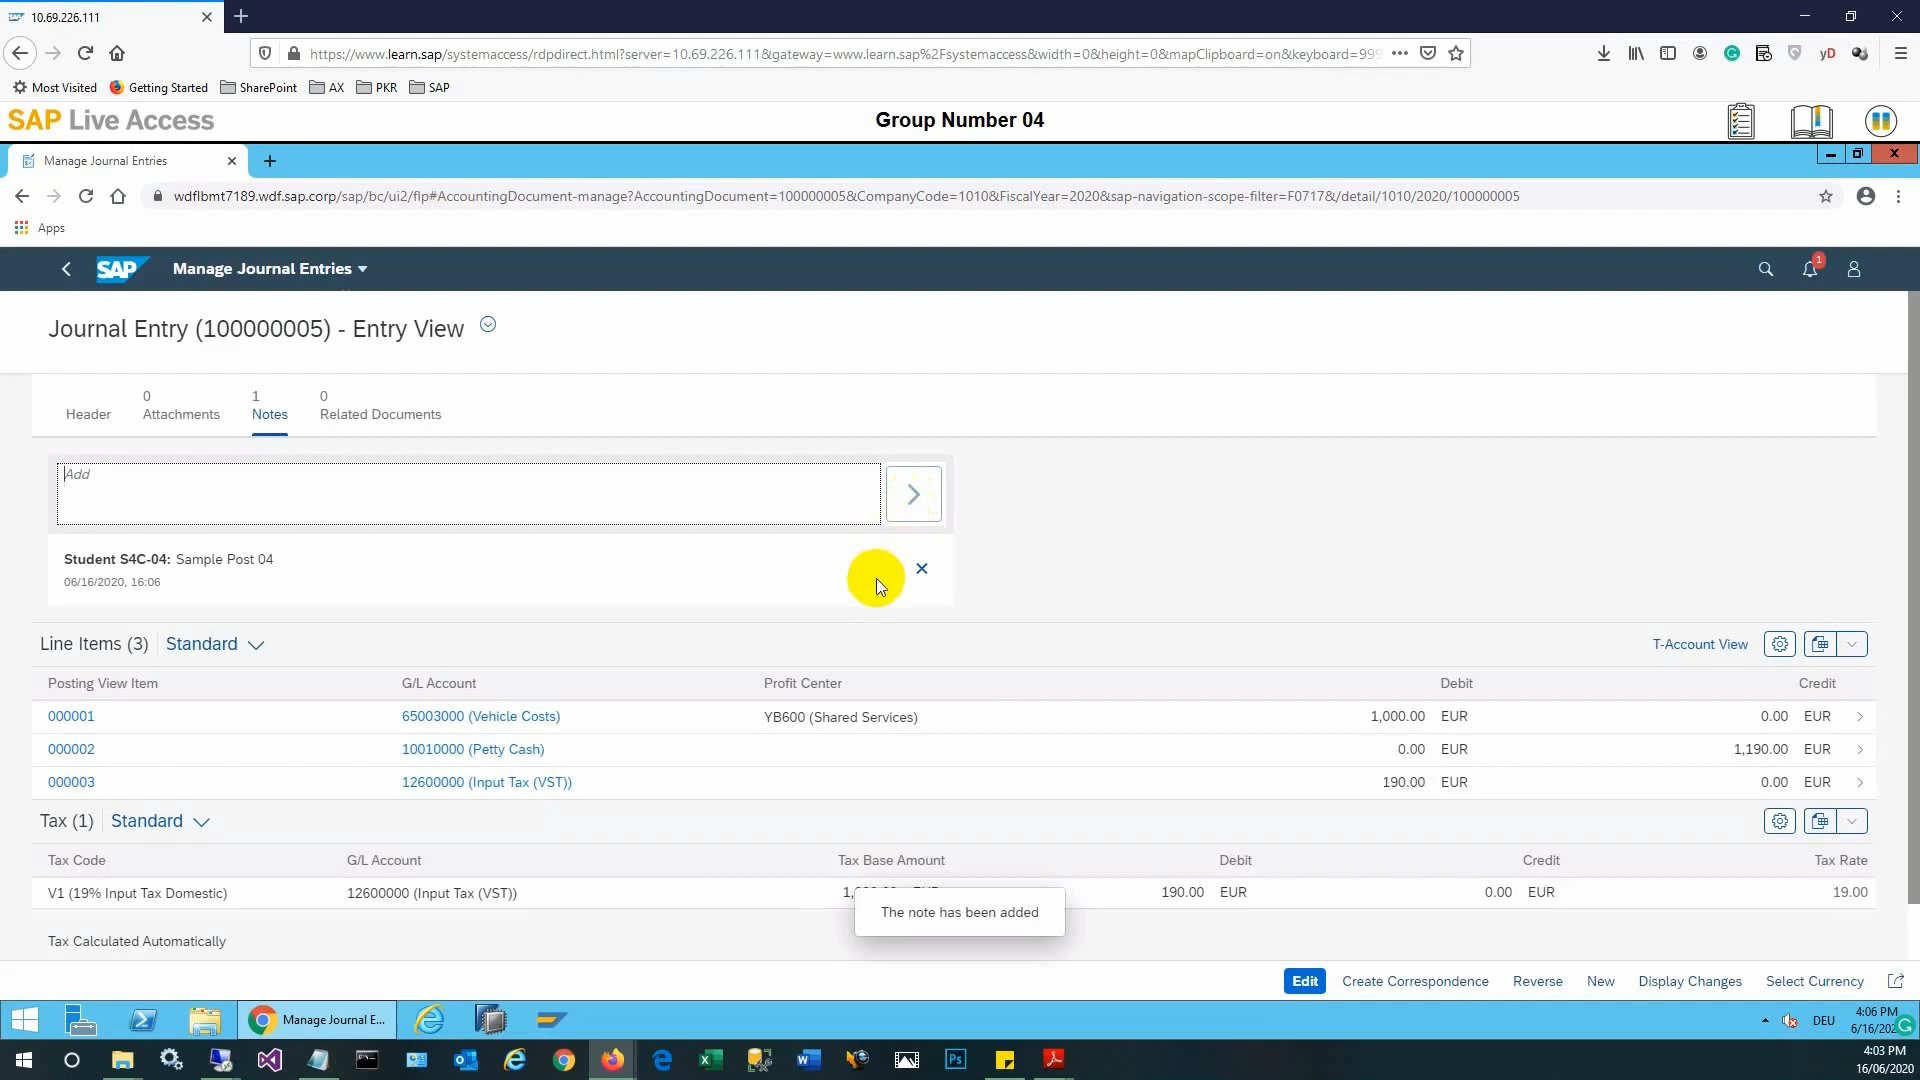 10.69.226.111
https://www.learn.sap/systemaccess/rdpdirect.html?server=10.69.226.111&gateway=www.learn.sap%2Fsystemaccess&width=0&height=0&mapClipboard=on&keyboard=999
Most Visited Getting Started SharePoint AX PKR SAP
SAP Live Access
Group Number 04
Manage Journal Entries
wdflbmt7189.wdf.sap.corp/sap/bc/ui2/flp#AccountingDocument-manage?AccountingDocument=100000005&CompanyCode=1010&FiscalYear=2020&sap-navigation-scope-filter=F0717&/detail/1010/2020/100000005
Apps
SAP Manage Journal Entries
1
Journal Entry (100000005) - Entry View
0 1 0
Header Attachments Notes Related Documents
Add
Student S4C-04: Sample Post 04
06/16/2020, 16:06
Line Items (3) Standard T-Account View
Posting View Item G/L Account Profit Center Debit Credit
000001 65003000 (Vehicle Costs) YB600 (Shared Services) 1,000.00 EUR 0.00 EUR
000002 10010000 (Petty Cash) 0.00 EUR 1,190.00 EUR
000003 12600000 (Input Tax (VST)) 190.00 EUR 0.00 EUR
Tax (1) Standard
Tax Code G/L Account Tax Base Amount Debit Credit Tax Rate
V1 (19% Input Tax Domestic) 12600000 (Input Tax (VST)) 190.00 EUR 0.00 EUR 19.00
The note has been added
Tax Calculated Automatically
Edit Create Correspondence Reverse New Display Changes Select Currency
Manage Journal E...
DEU
4:06 PM
6/16/202
4:03 PM
16/06/2020